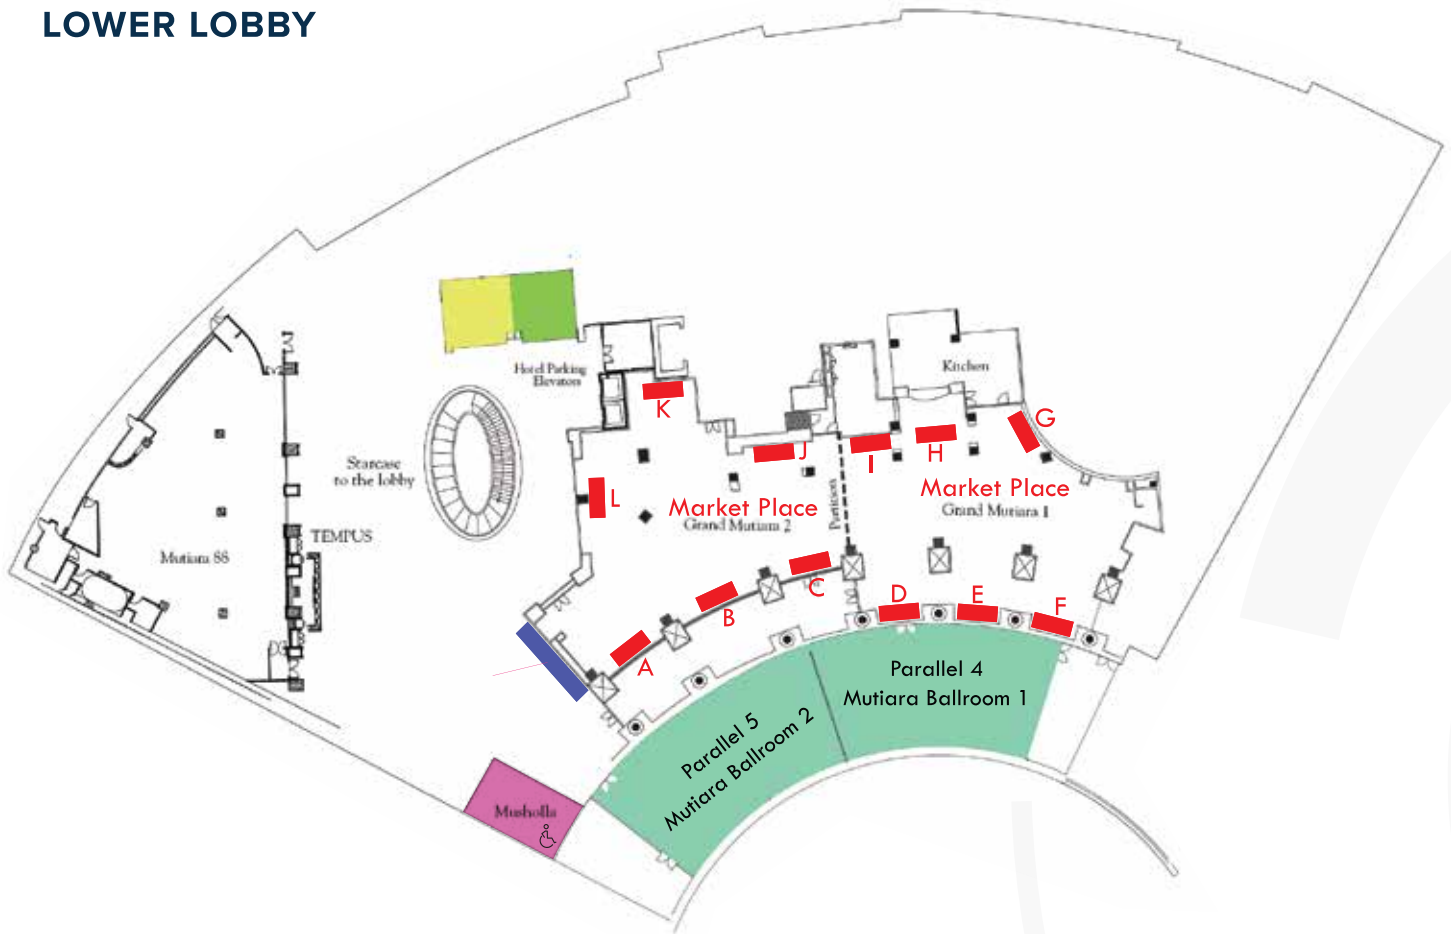 LOWER LOBBY
Hotel Parking
Elevators
Kitchen
K
G
J
I
H
Staircase
to the lobby
L
Market Place
Grand Mutiara 2
Partition
Market Place
Grand Mutiara 1
TEMPUS
Mutiara SS
C
B
A
D
E
F
Parallel 4
Mutiara Ballroom 1
Parallel 5
Mutiara Ballroom 2
Musholla